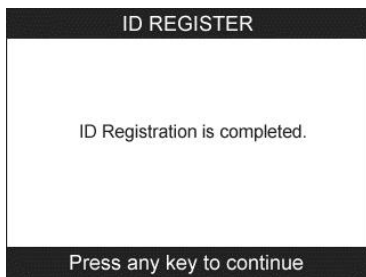 ID REGISTER
ID Registration is completed.
Press any key to continue